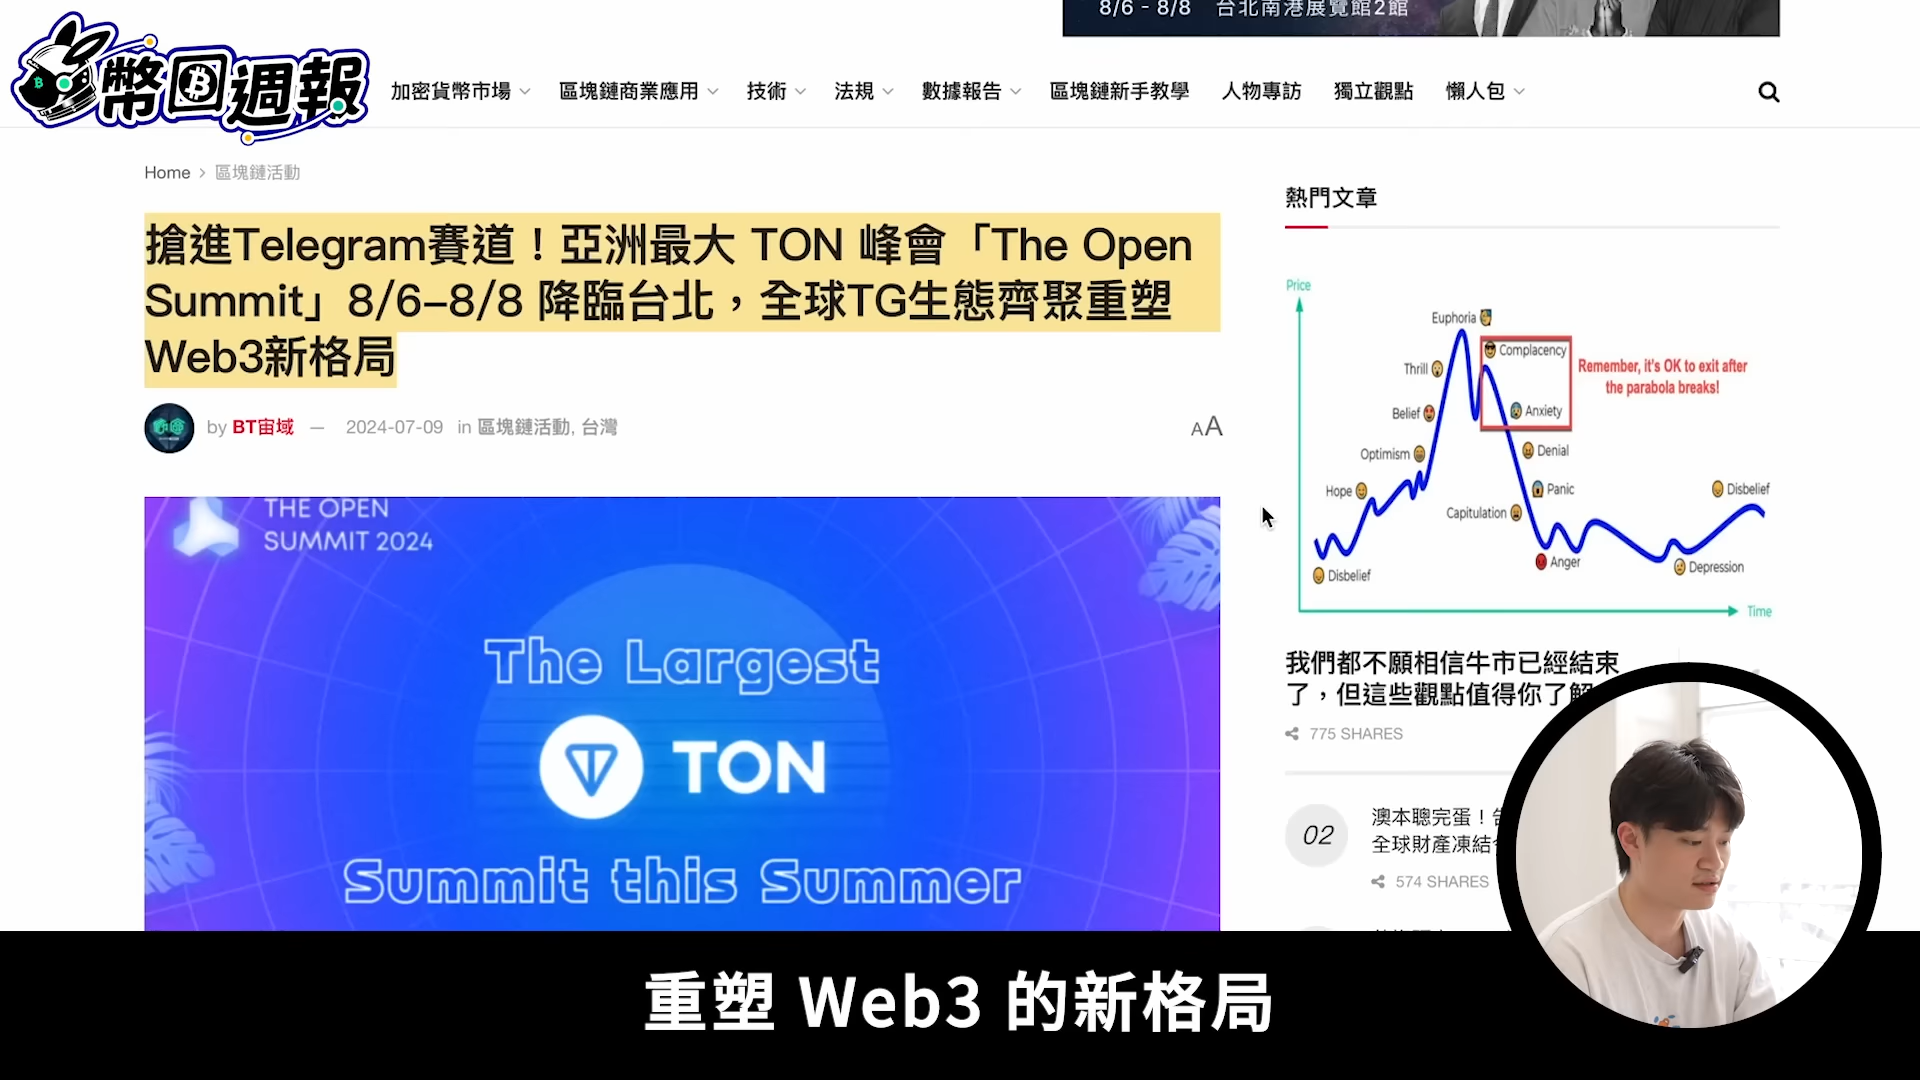 8/6 - 8/8 台北南港展覽館2館
幣回週報
加密貨幣市場 區塊鏈商業應用 技術 法規 數據報告 區塊鏈新手教學 人物專訪 獨立觀點 懶人包
Home > 區塊鏈活動
搶進Telegram賽道！亞洲最大 TON 峰會「The Open
Summit」8/6–8/8 降臨台北，全球TG生態齊聚重塑
Web3新格局
by BT宙域 — 2024-07-09 in 區塊鏈活動, 台灣
AA
THE OPEN
SUMMIT 2024
The Largest
TON
Summit this Summer
熱門文章
Price
Euphoria
Complacency
Thrill
Remember, it's OK to exit after
the parabola breaks!
Belief
Anxiety
Optimism
Denial
Hope
Panic
Disbelief
Capitulation
Anger
Depression
Disbelief
Time
我們都不願相信牛市已經結束
了，但這些觀點值得你了解
775 SHARES
02
澳本聰完蛋！
全球財產凍結
574 SHARES
重塑 Web3 的新格局